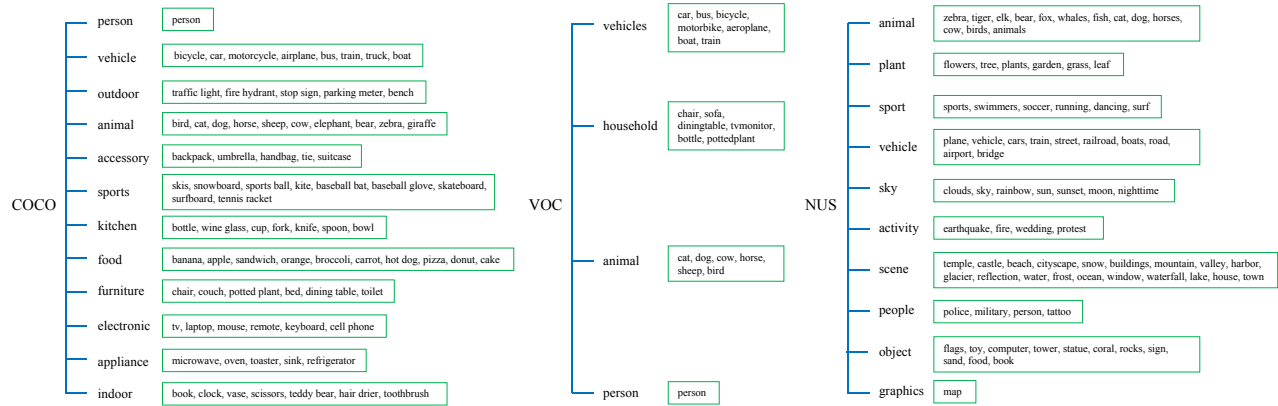 COCO
person
person
vehicle
bicycle, car, motorcycle, airplane, bus, train, truck, boat
outdoor
traffic light, fire hydrant, stop sign, parking meter, bench
animal
bird, cat, dog, horse, sheep, cow, elephant, bear, zebra, giraffe
accessory
backpack, umbrella, handbag, tie, suitcase
sports
skis, snowboard, sports ball, kite, baseball bat, baseball glove, skateboard,
surfboard, tennis racket
kitchen
bottle, wine glass, cup, fork, knife, spoon, bowl
food
banana, apple, sandwich, orange, broccoli, carrot, hot dog, pizza, donut, cake
furniture
chair, couch, potted plant, bed, dining table, toilet
electronic
tv, laptop, mouse, remote, keyboard, cell phone
appliance
microwave, oven, toaster, sink, refrigerator
indoor
book, clock, vase, scissors, teddy bear, hair drier, toothbrush
VOC
vehicles
car, bus, bicycle,
motorbike, aeroplane,
boat, train
household
chair, sofa,
diningtable, tvmonitor,
bottle, pottedplant
animal
cat, dog, cow, horse,
sheep, bird
person
person
NUS
animal
zebra, tiger, elk, bear, fox, whales, fish, cat, dog, horses,
cow, birds, animals
plant
flowers, tree, plants, garden, grass, leaf
sport
sports, swimmers, soccer, running, dancing, surf
vehicle
plane, vehicle, cars, train, street, railroad, boats, road,
airport, bridge
sky
clouds, sky, rainbow, sun, sunset, moon, nighttime
activity
earthquake, fire, wedding, protest
scene
temple, castle, beach, cityscape, snow, buildings, mountain, valley, harbor,
glacier, reflection, water, frost, ocean, window, waterfall, lake, house, town
people
police, military, person, tattoo
object
flags, toy, computer, tower, statue, coral, rocks, sign,
sand, food, book
graphics
map